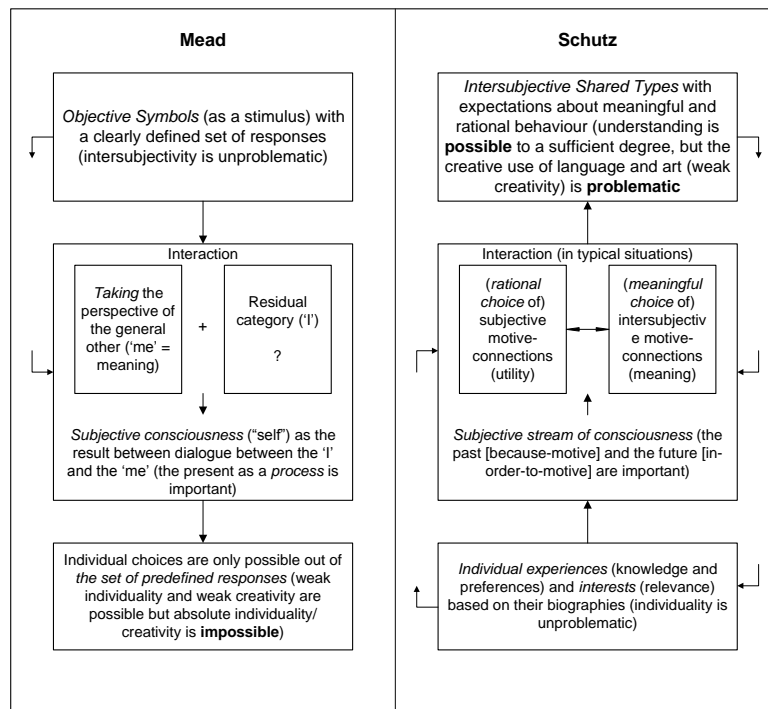 Mead
Objective Symbols (as a stimulus) with
a clearly defined set of responses
(intersubjectivity is unproblematic)
Interaction
Taking the
perspective of
the general
other ('me' =
meaning)
+
Residual
category ('I')
?
Subjective consciousness ("self") as the
result between dialogue between the 'I'
and the 'me' (the present as a process is
important)
Individual choices are only possible out of
the set of predefined responses (weak
individuality and weak creativity are
possible but absolute individuality/
creativity is impossible)
Schutz
Intersubjective Shared Types with
expectations about meaningful and
rational behaviour (understanding is
possible to a sufficient degree, but the
creative use of language and art (weak
creativity) is problematic
Interaction (in typical situations)
(rational
choice of)
subjective
motive-
connections
(utility)
(meaningful
choice of)
intersubjectiv
e motive-
connections
(meaning)
Subjective stream of consciousness (the
past [because-motive] and the future [in-
order-to-motive] are important)
Individual experiences (knowledge and
preferences) and interests (relevance)
based on their biographies (individuality is
unproblematic)